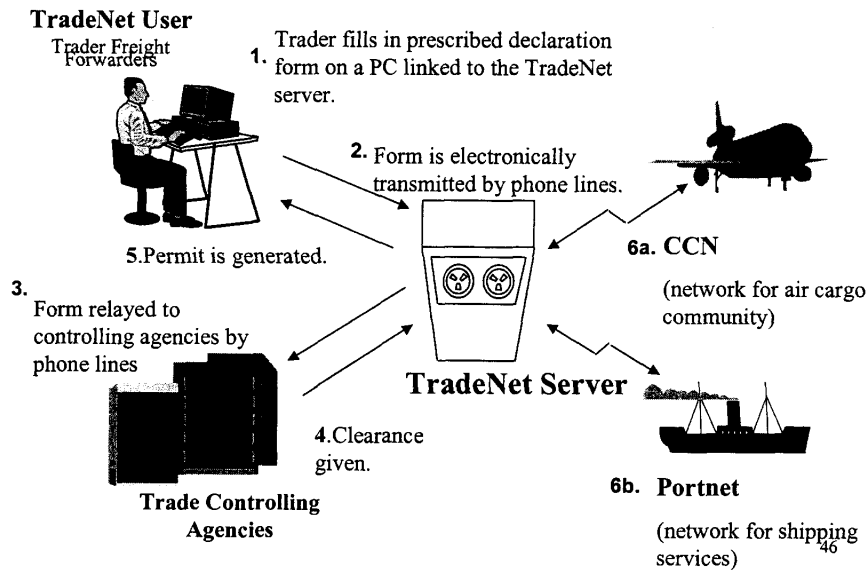 TradeNet User
Trader Freight
Forwarders
1. Trader fills in prescribed declaration
form on a PC linked to the TradeNet
server.
2. Form is electronically
transmitted by phone lines.
5.Permit is generated.
6a. CCN
(network for air cargo
community)
3.
Form relayed to
controlling agencies by
phone lines
TradeNet Server
4.Clearance
given.
Trade Controlling
Agencies
6b. Portnet
(network for shipping
services)
46